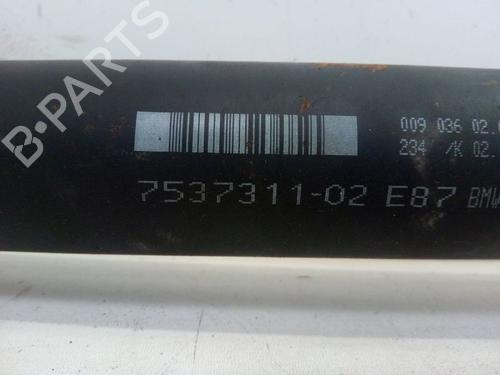 B-PARTS
009 036 02.
234 /K 02.
7537311-02 E87 BMW